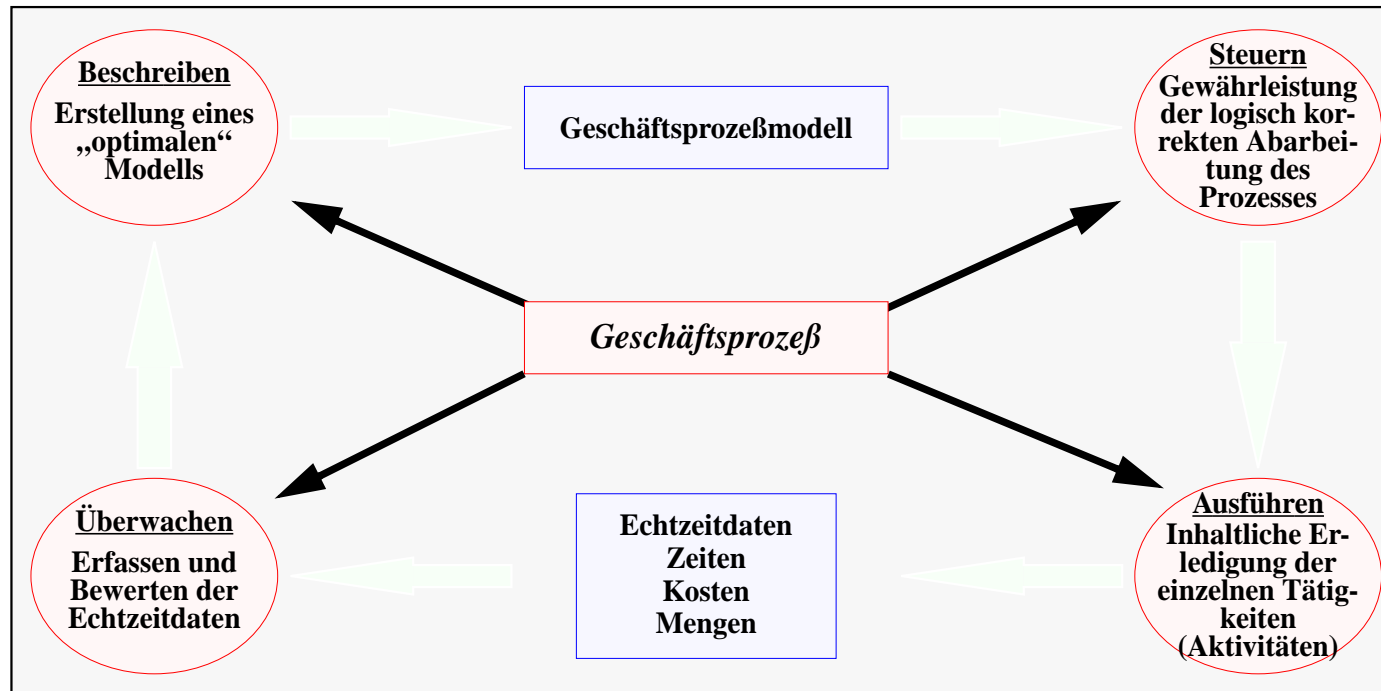 Beschreiben
Erstellung eines
„optimalen“
Modells
Geschäftsprozeßmodell
Steuern
Gewährleistung
der logisch kor-
rekten Abarbei-
tung des
Prozesses
Geschäftsprozeß
Überwachen
Erfassen und
Bewerten der
Echtzeitdaten
Echtzeitdaten
Zeiten
Kosten
Mengen
Ausführen
Inhaltliche Er-
ledigung der
einzelnen Tätig-
keiten
(Aktivitäten)